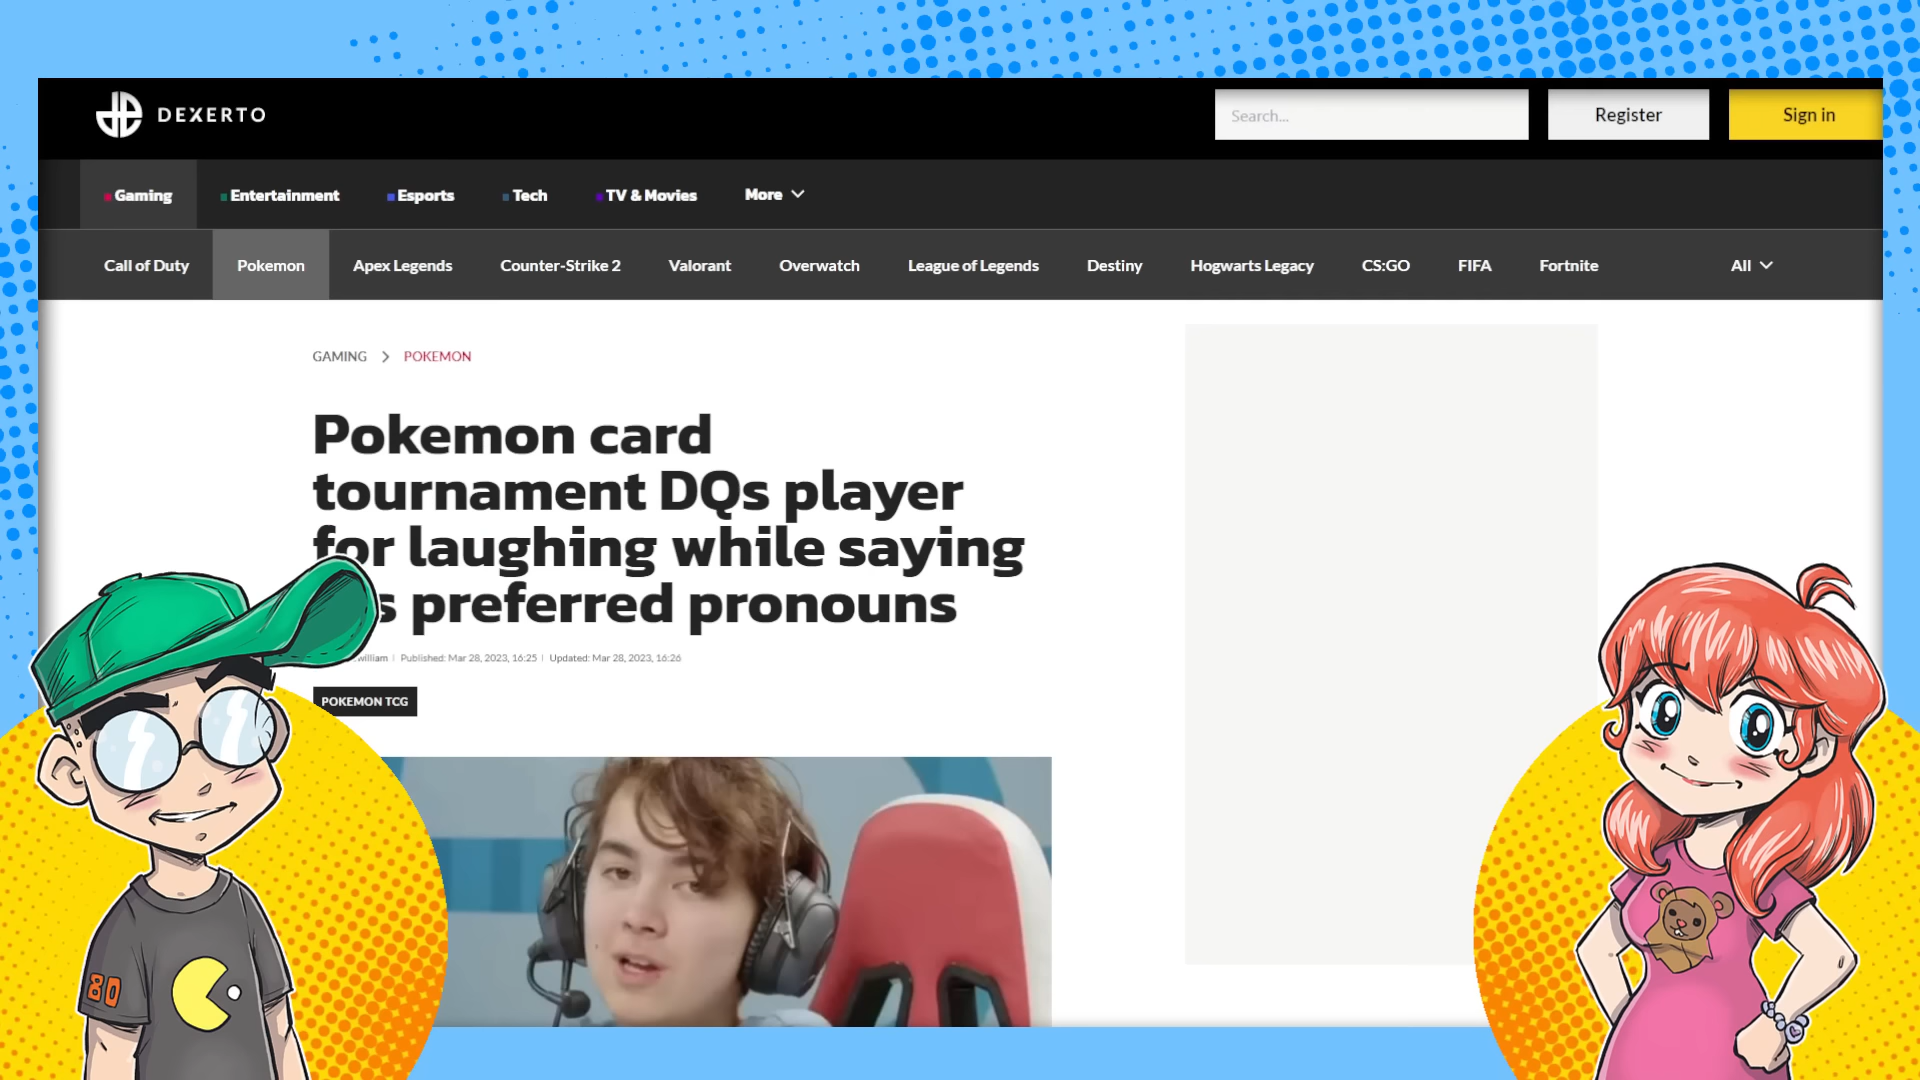 DEXERTO
Search...
Register
Sign in
Gaming
Entertainment
Esports
Tech
TV & Movies
More
Call of Duty
Pokemon
Apex Legends
Counter-Strike 2
Valorant
Overwatch
League of Legends
Destiny
Hogwarts Legacy
CS:GO
FIFA
Fortnite
All
GAMING > POKEMON
Pokemon card
tournament DQs player
for laughing while saying
s preferred pronouns
william | Published: Mar 28, 2023, 16:25 | Updated: Mar 28, 2023, 16:26
POKEMON TCG
80